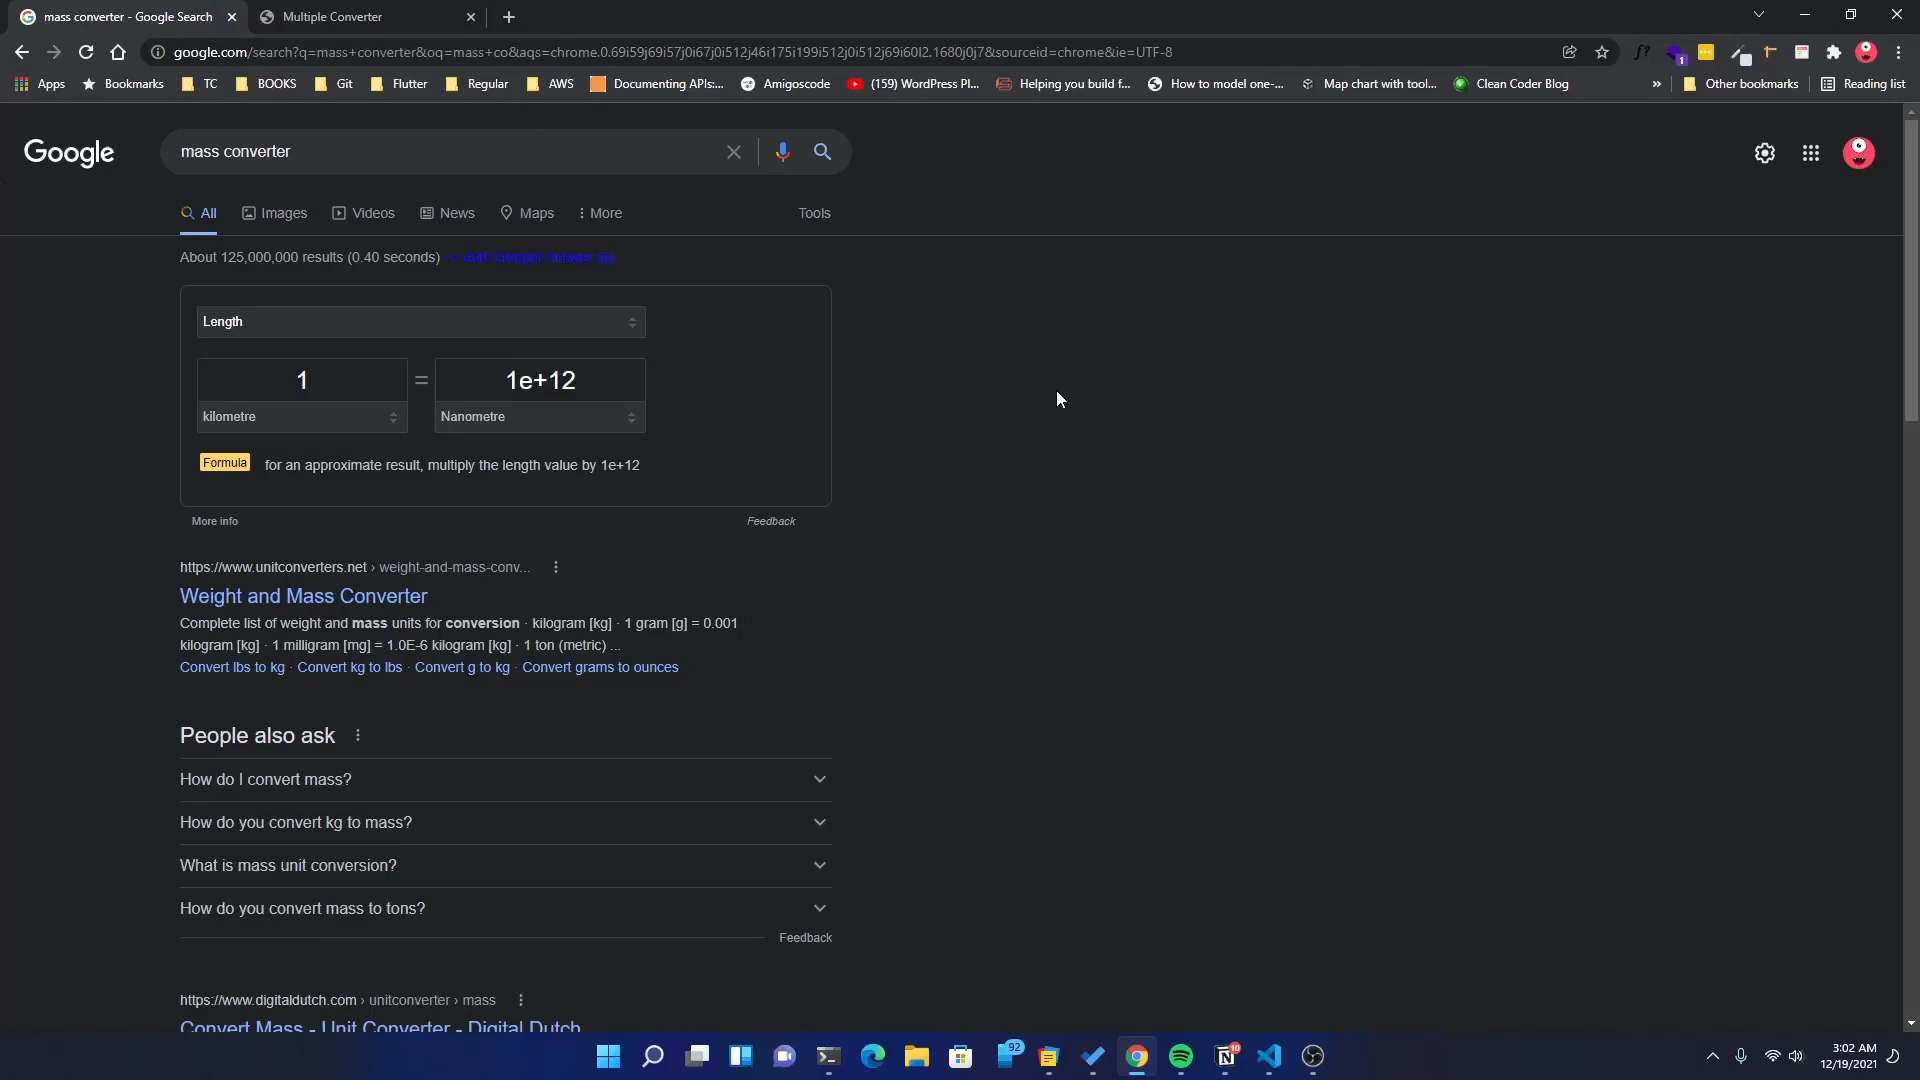 mass converter - Google Search
Multiple Converter
google.com/search?q=mass+converter&oq=mass+co&aqs=chrome.0.69i59j69i57j0i67j0i512j46i175i199i512j0i512j69i60l2.1680j0j7&sourceid=chrome&ie=UTF-8
1
Apps
Bookmarks
TC
BOOKS
Git
Flutter
Regular
AWS
Documenting APIs:...
Amigoscode
(159) WordPress Pl...
Helping you build f...
How to model one-...
Map chart with tool...
Clean Coder Blog
»
Other bookmarks
Reading list
Google
mass converter
All
Images
Videos
News
Maps
More
Tools
About 125,000,000 results (0.40 seconds)
Length
1 = 1e+12
kilometre
Nanometre
Formula for an approximate result, multiply the length value by 1e+12
More info
Feedback
https://www.unitconverters.net › weight-and-mass-conv...
Weight and Mass Converter
Complete list of weight and mass units for conversion · kilogram [kg] · 1 gram [g] = 0.001
kilogram [kg] · 1 milligram [mg] = 1.0E-6 kilogram [kg] · 1 ton (metric) ...
Convert lbs to kg · Convert kg to lbs · Convert g to kg · Convert grams to ounces
People also ask
How do I convert mass?
How do you convert kg to mass?
What is mass unit conversion?
How do you convert mass to tons?
Feedback
https://www.digitaldutch.com › unitconverter › mass
Convert Mass - Unit Converter - Digital Dutch
92
10
3:02 AM
12/19/2021